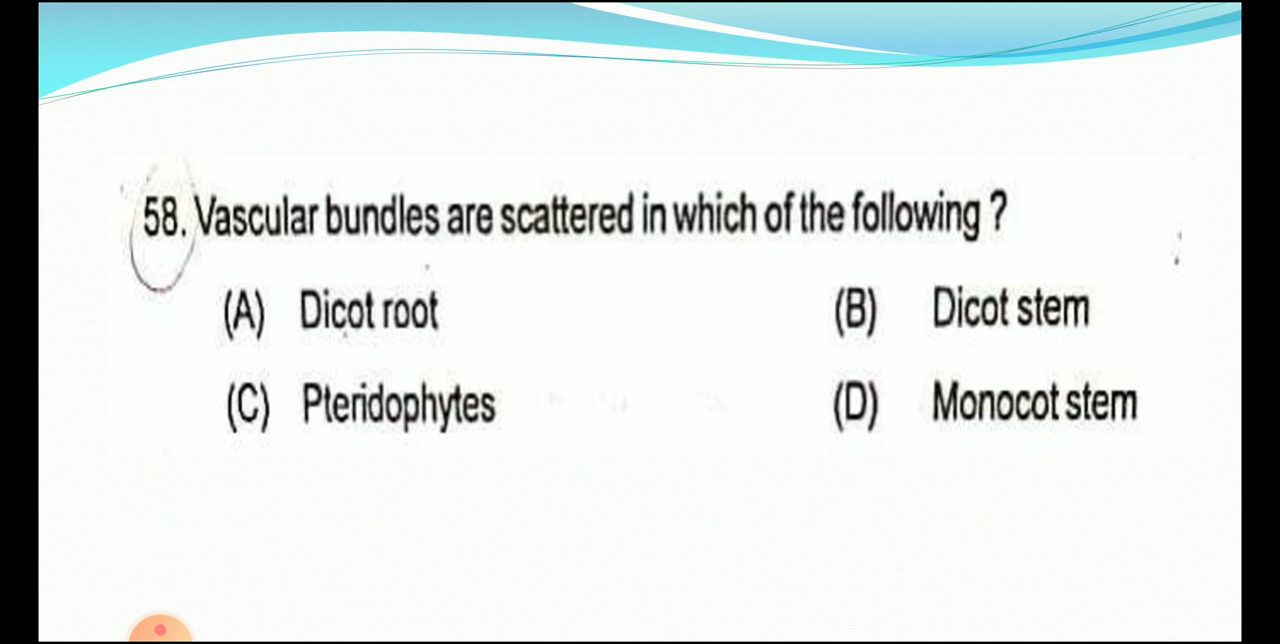 58. Vascular bundles are scattered in which of the following ?
(A) Dicot root (B) Dicot stem
(C) Pteridophytes (D) Monocot stem